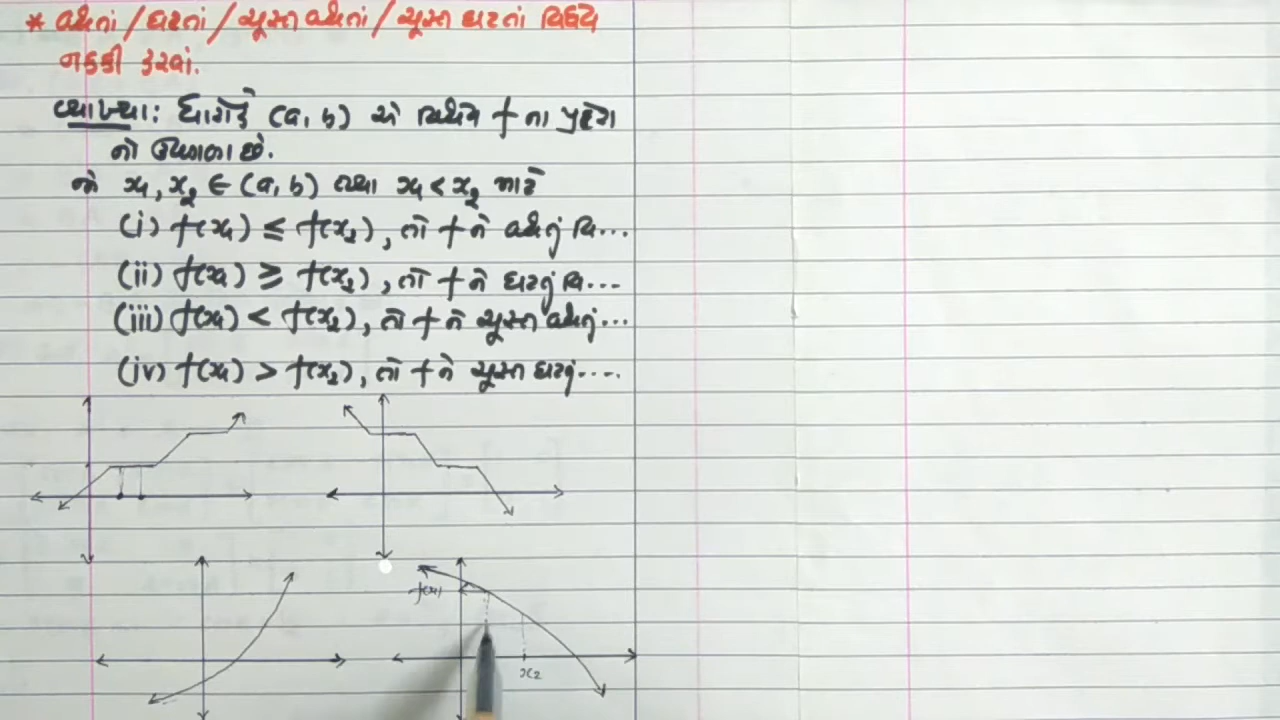 * વધતાં/ઘટતાં/ચુસ્ત વધતાં/ચુસ્ત ઘટતાં વિધેય
નક્કી કરવાં.
વ્યાખ્યા: ધારોકે (a, b) એ વિધેય f ના પ્રદેશ
નો ઉપગણ છે.
જો x₁, x₂ ∈ (a, b) તથા x₁ < x₂ માટે
(i) f(x₁) ≤ f(x₂), તો f ને વધતું વિ...
(ii) f(x₁) ≥ f(x₂), તો f ને ઘટતું વિ...
(iii) f(x₁) < f(x₂), તો f ને ચુસ્ત વધતું...
(iv) f(x₁) > f(x₂), તો f ને ચુસ્ત ઘટતું....
f(x₁)
x₂